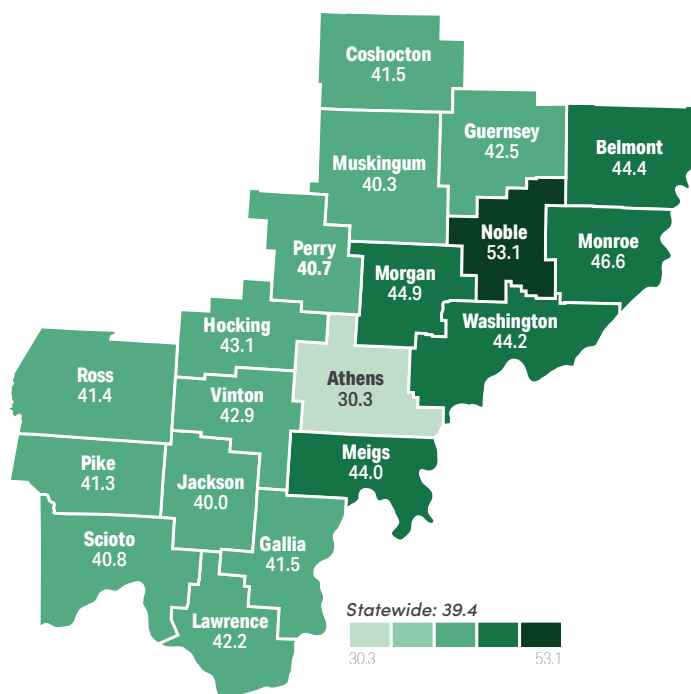 Coshocton
41.5
Guernsey
42.5
Belmont
44.4
Muskingum
40.3
Noble
53.1
Monroe
46.6
Perry
40.7
Morgan
44.9
Washington
44.2
Hocking
43.1
Ross
41.4
Athens
30.3
Vinton
42.9
Meigs
44.0
Pike
41.3
Jackson
40.0
Scioto
40.8
Gallia
41.5
Lawrence
42.2
Statewide: 39.4
30.3 53.1